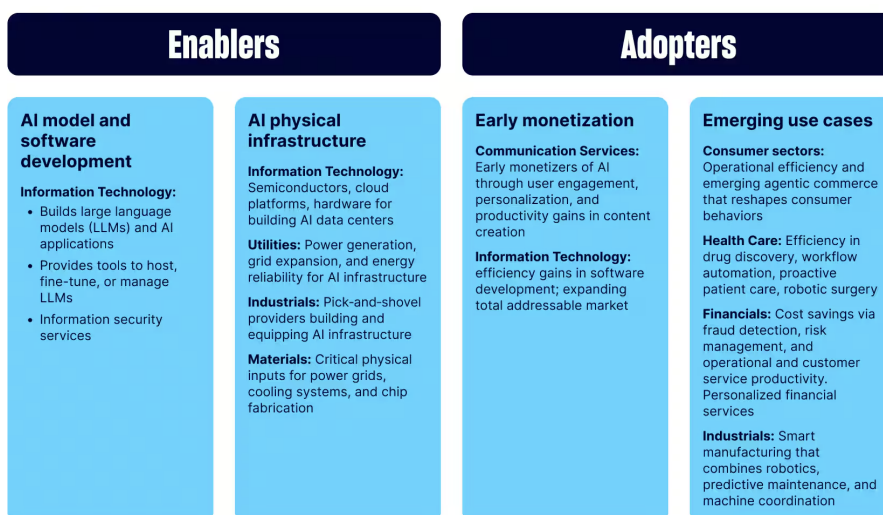 Enablers
Adopters
AI model and
software
development
Information Technology:
• Builds large language
models (LLMs) and AI
applications
• Provides tools to host,
fine-tune, or manage
LLMs
• Information security
services
AI physical
infrastructure
Information Technology:
Semiconductors, cloud
platforms, hardware for
building AI data centers
Utilities: Power generation,
grid expansion, and energy
reliability for AI infrastructure
Industrials: Pick-and-shovel
providers building and
equipping AI infrastructure
Materials: Critical physical
inputs for power grids,
cooling systems, and chip
fabrication
Early monetization
Communication Services:
Early monetizers of AI
through user engagement,
personalization, and
productivity gains in content
creation
Information Technology:
efficiency gains in software
development; expanding
total addressable market
Emerging use cases
Consumer sectors:
Operational efficiency and
emerging agentic commerce
that reshapes consumer
behaviors
Health Care: Efficiency in
drug discovery, workflow
automation, proactive
patient care, robotic surgery
Financials: Cost savings via
fraud detection, risk
management, and
operational and customer
service productivity.
Personalized financial
services
Industrials: Smart
manufacturing that
combines robotics,
predictive maintenance, and
machine coordination